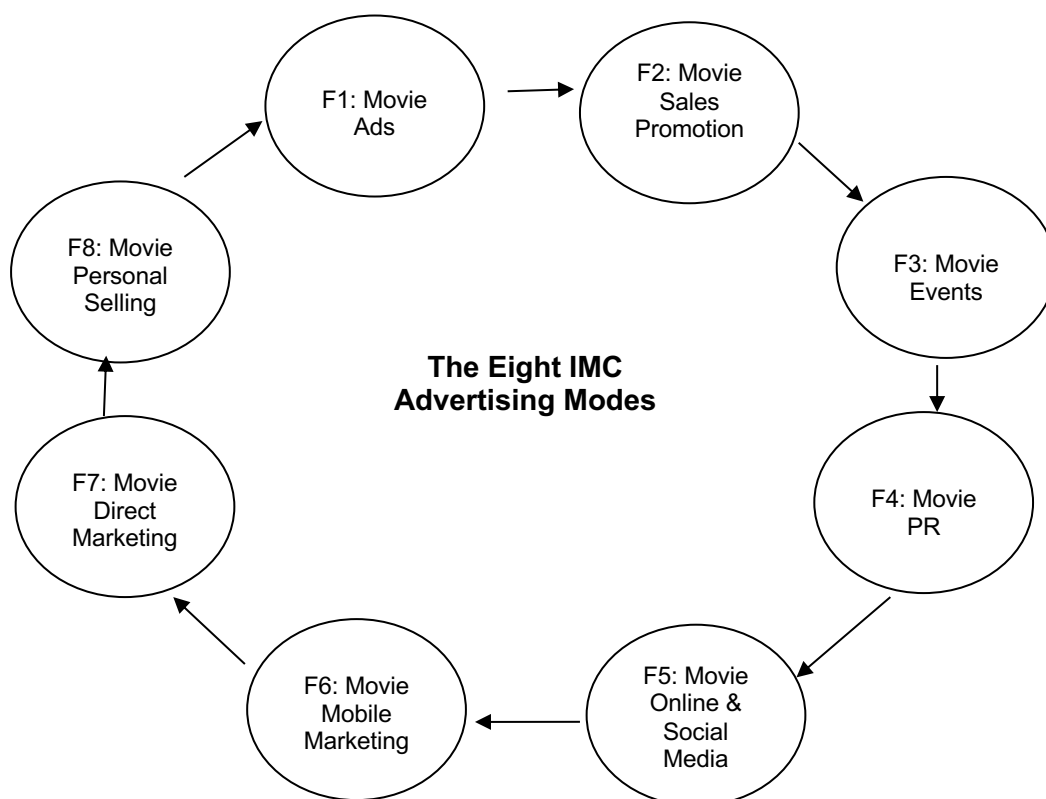 F1: Movie
Ads
F2: Movie
Sales
Promotion
F3: Movie
Events
F4: Movie
PR
F5: Movie
Online &
Social
Media
F6: Movie
Mobile
Marketing
F7: Movie
Direct
Marketing
F8: Movie
Personal
Selling
The Eight IMC
Advertising Modes